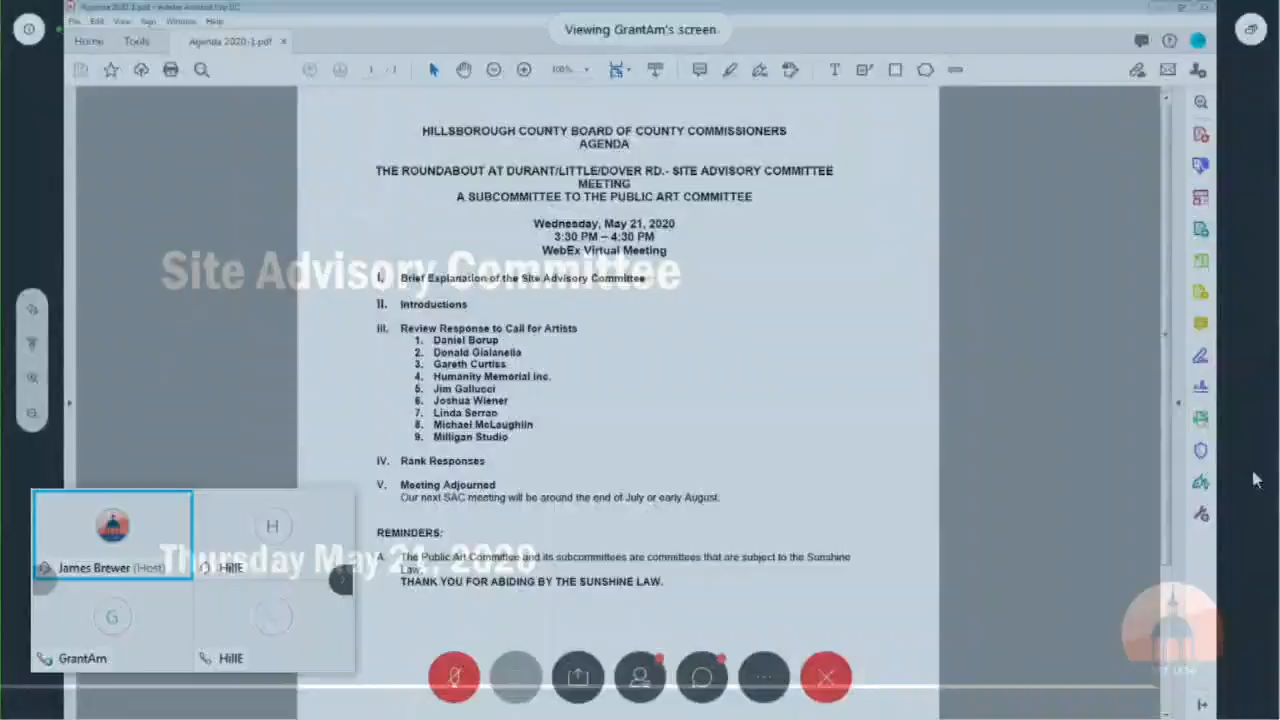 Agenda 2020-1.pdf - Adobe Acrobat Pro DC
File Edit View Sign Window Help
Viewing GrantAm's screen
Home Tools Agenda 2020-1.pdf ×
1 / 1
100%
HILLSBOROUGH COUNTY BOARD OF COUNTY COMMISSIONERS
AGENDA
THE ROUNDABOUT AT DURANT/LITTLE/DOVER RD.- SITE ADVISORY COMMITTEE
MEETING
A SUBCOMMITTEE TO THE PUBLIC ART COMMITTEE
Wednesday, May 21, 2020
3:30 PM – 4:30 PM
WebEx Virtual Meeting
Site Advisory Committee
I. Brief Explanation of the Site Advisory Committee
II. Introductions
III. Review Response to Call for Artists
1. Daniel Borup
2. Donald Gialanella
3. Gareth Curtiss
4. Humanity Memorial Inc.
5. Jim Gallucci
6. Joshua Wiener
7. Linda Serrao
8. Michael McLaughlin
9. Milligan Studio
IV. Rank Responses
V. Meeting Adjourned
Our next SAC meeting will be around the end of July or early August.
REMINDERS:
A. The Public Art Committee and its subcommittees are committees that are subject to the Sunshine
Law.
THANK YOU FOR ABIDING BY THE SUNSHINE LAW.
Thursday May 21, 2020
H
James Brewer (Host)
HillE
G
GrantAm
HillE